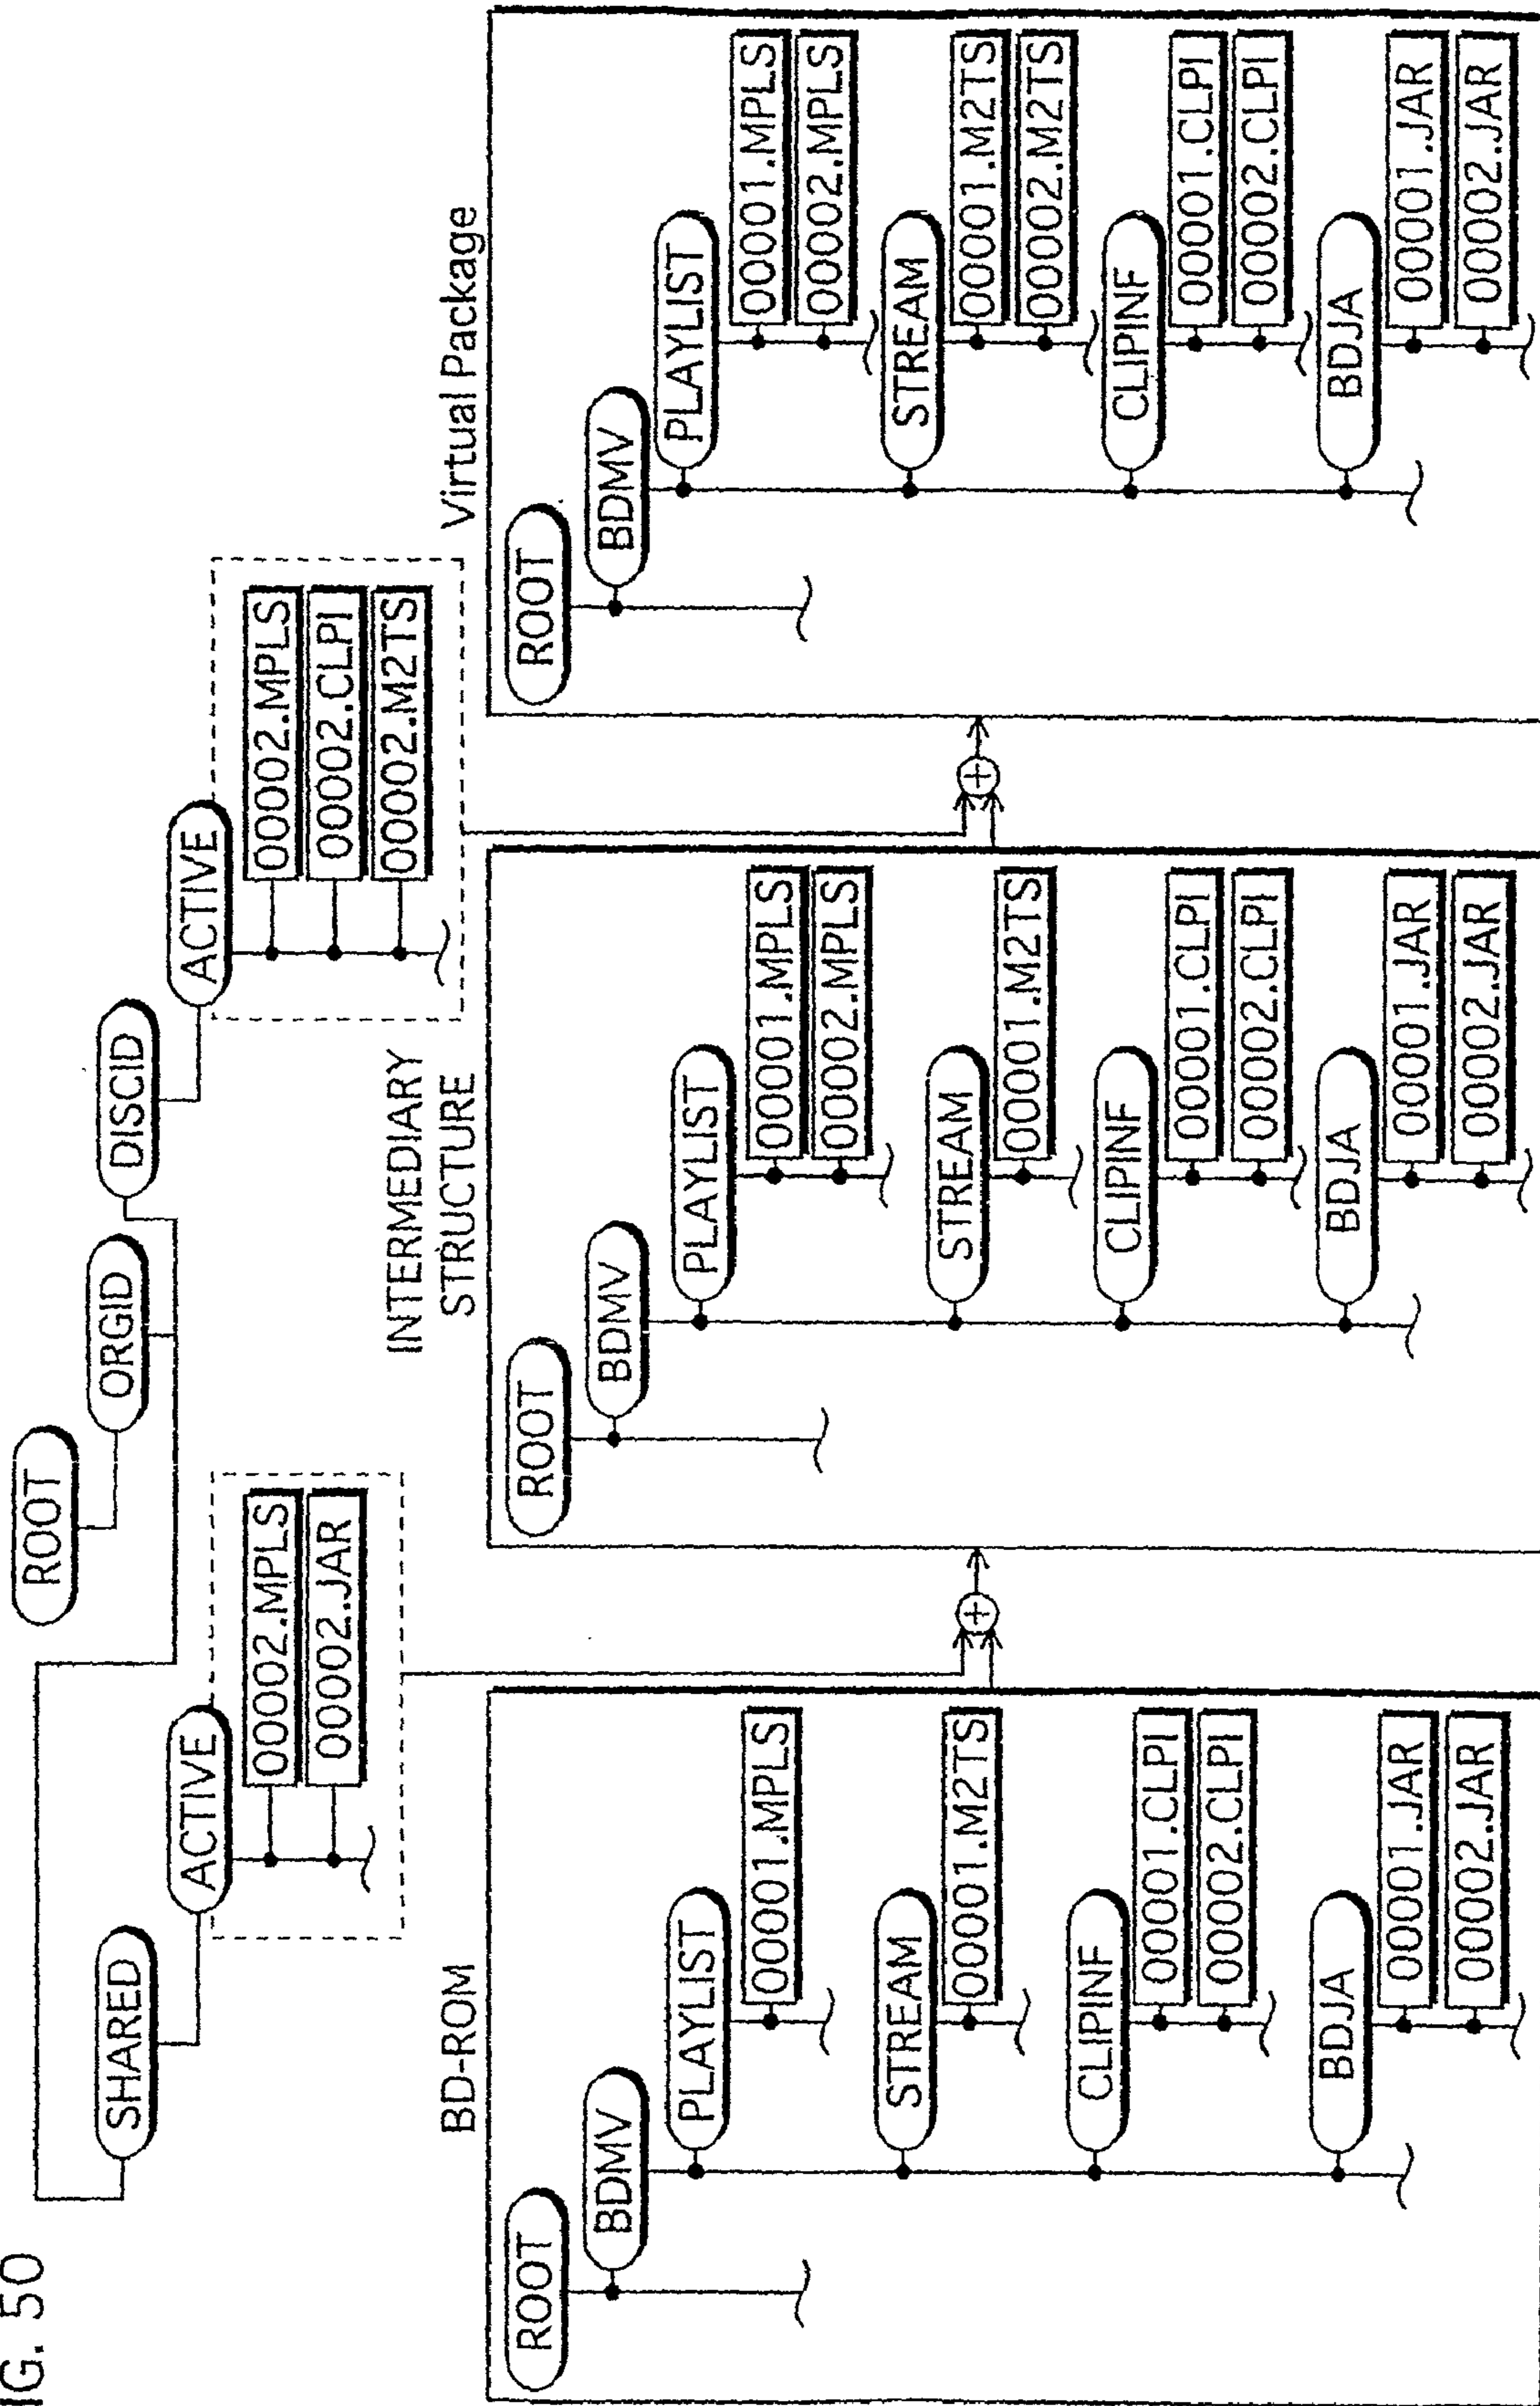 IG. 50
ROOT
ORGID
SHARED
DISCID
ACTIVE
00002.MPLS
00002.JAR
ACTIVE
00002.MPLS
00002.CLPI
00002.M2TS
BD-ROM
ROOT
BDMV
PLAYLIST
00001.MPLS
STREAM
00001.M2TS
CLIPINF
00001.CLPI
00002.CLPI
BDJA
00001.JAR
00002.JAR
INTERMEDIARY
STRUCTURE
ROOT
BDMV
PLAYLIST
00001.MPLS
00002.MPLS
STREAM
00001.M2TS
CLIPINF
00001.CLPI
00002.CLPI
BDJA
00001.JAR
00002.JAR
Virtual Package
ROOT
BDMV
PLAYLIST
00001.MPLS
00002.MPLS
STREAM
00001.M2TS
00002.M2TS
CLIPINF
00001.CLPI
00002.CLPI
BDJA
00001.JAR
00002.JAR